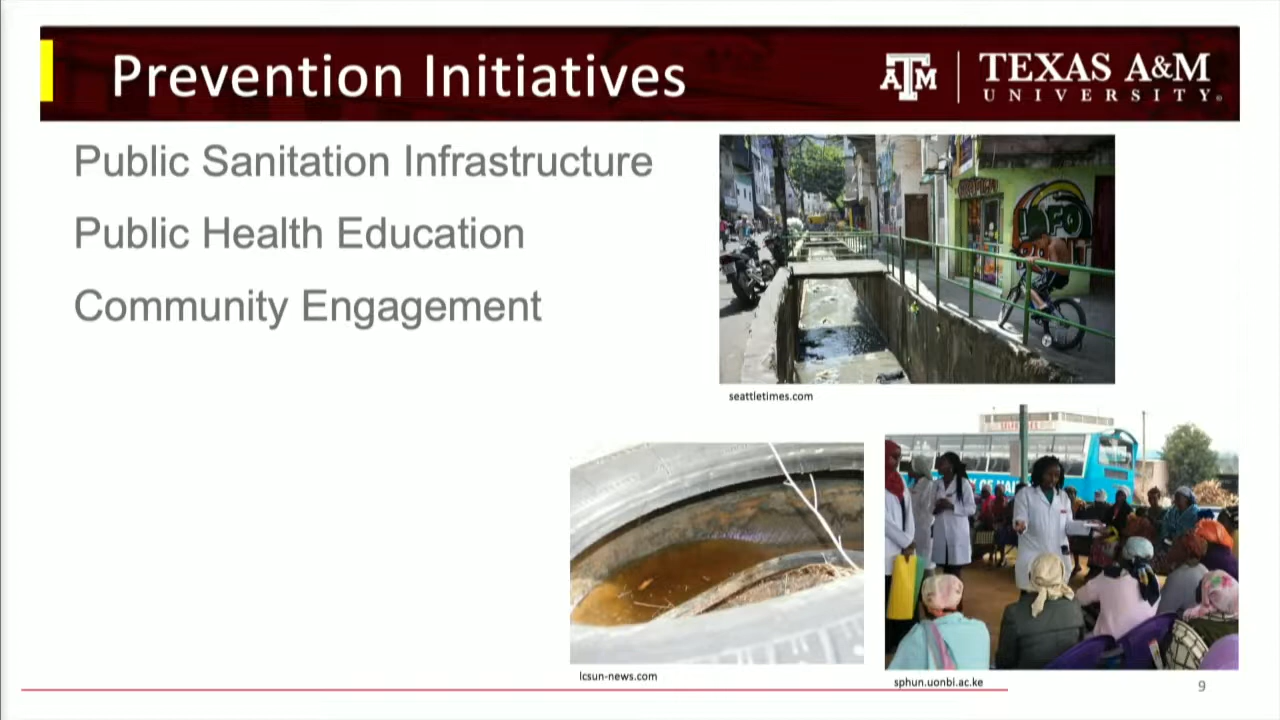 Prevention Initiatives
ATM
TEXAS A&M
UNIVERSITY®
Public Sanitation Infrastructure
Public Health Education
Community Engagement
seattletimes.com
lcsun-news.com
sphun.uonbi.ac.ke
9